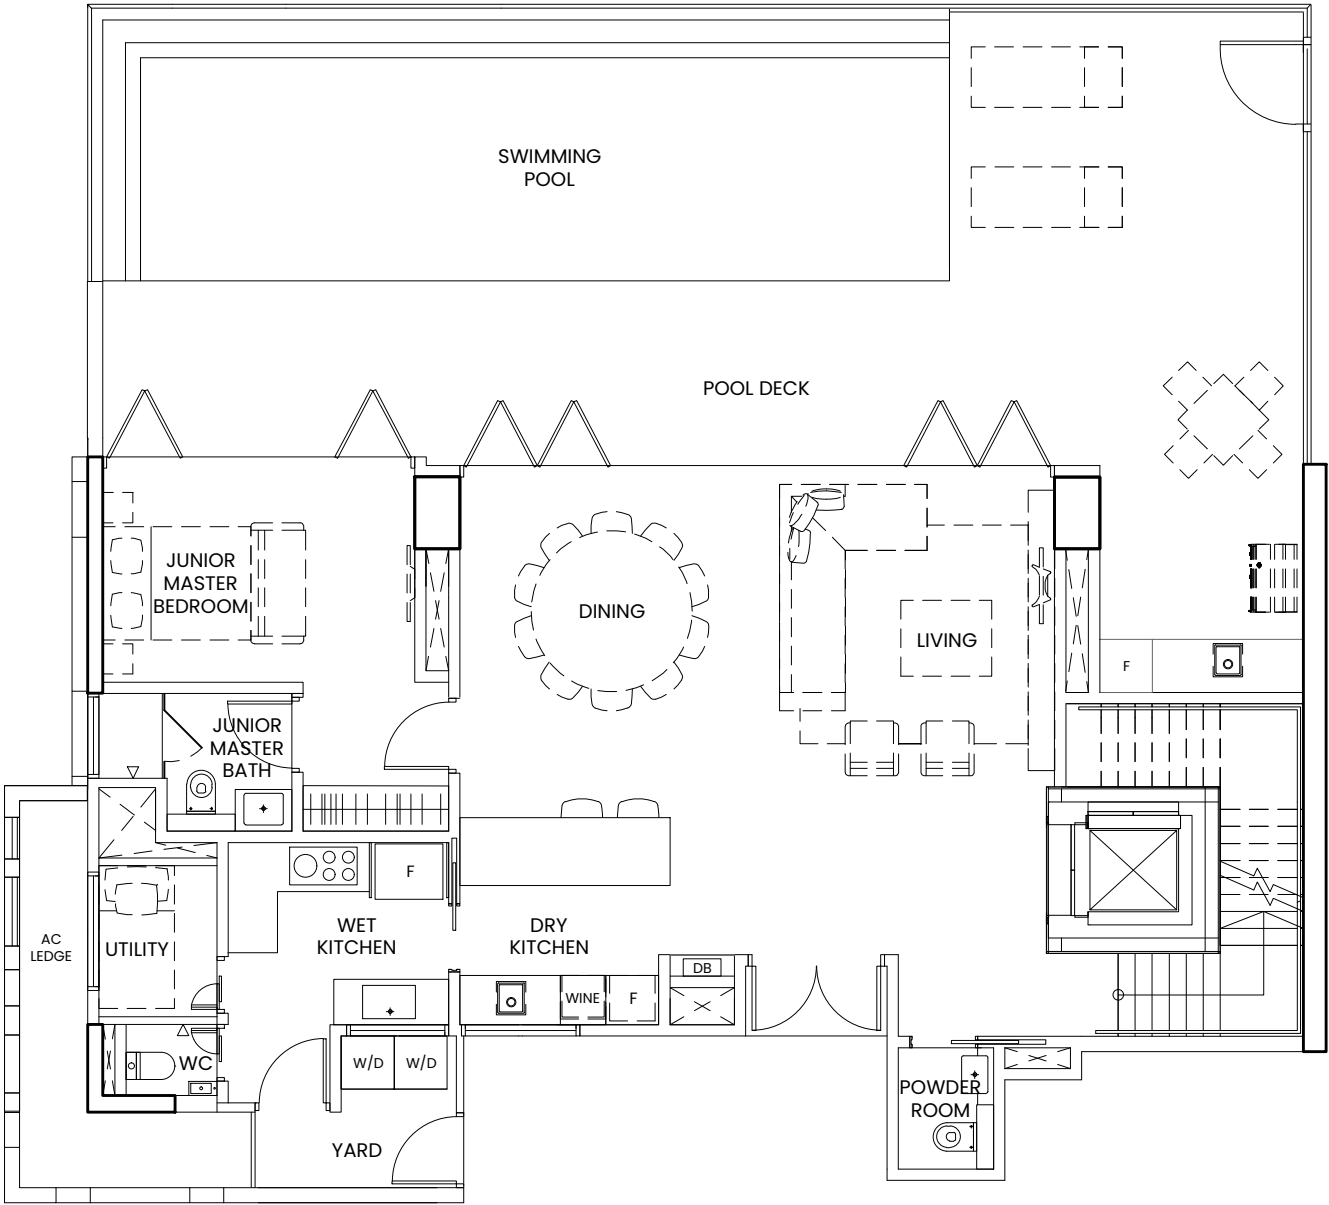 SWIMMING
POOL
POOL DECK
JUNIOR
MASTER
BEDROOM
DINING
LIVING
F
JUNIOR
MASTER
BATH
F
WET
KITCHEN
DRY
KITCHEN
AC
LEDGE
UTILITY
DB
WINE
F
WC
W/D
W/D
POWDER
ROOM
YARD